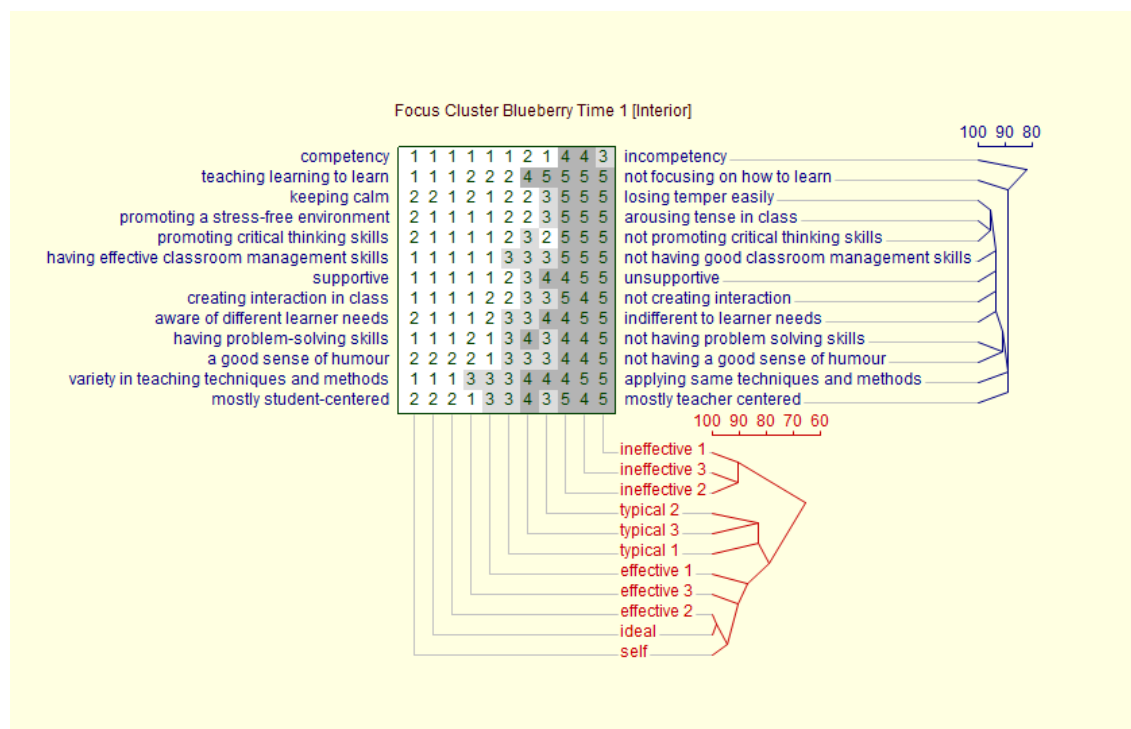 Focus Cluster Blueberry Time 1 [Interior]
100 90 80
competency 1 1 1 1 1 1 2 1 4 4 3 incompetency
teaching learning to learn 1 1 1 2 2 2 4 5 5 5 5 not focusing on how to learn
keeping calm 2 2 1 2 1 2 2 3 5 5 5 losing temper easily
promoting a stress-free environment 2 1 1 1 1 2 2 3 5 5 5 arousing tense in class
promoting critical thinking skills 2 1 1 1 1 2 3 2 5 5 5 not promoting critical thinking skills
having effective classroom management skills 1 1 1 1 1 3 3 3 5 5 5 not having good classroom management skills
supportive 1 1 1 1 1 2 3 4 4 5 5 unsupportive
creating interaction in class 1 1 1 1 2 2 3 3 5 4 5 not creating interaction
aware of different learner needs 2 1 1 1 2 3 3 4 4 5 5 indifferent to learner needs
having problem-solving skills 1 1 1 2 1 3 4 3 4 4 5 not having problem solving skills
a good sense of humour 2 2 2 2 1 3 3 3 4 4 5 not having a good sense of humour
variety in teaching techniques and methods 1 1 1 3 3 3 4 4 4 5 5 applying same techniques and methods
mostly student-centered 2 2 2 1 3 3 4 3 5 4 5 mostly teacher centered
100 90 80 70 60
ineffective 1
ineffective 3
ineffective 2
typical 2
typical 3
typical 1
effective 1
effective 3
effective 2
ideal
self